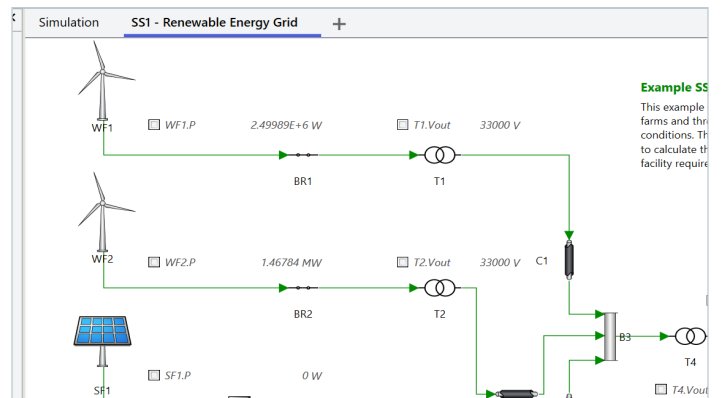 Simulation
SS1 - Renewable Energy Grid
Example SS
This example
farms and thr
conditions. Th
to calculate th
facility require
WF1
WF1.P
2.49989E+6 W
T1.Vout
33000 V
BR1
T1
WF2
WF2.P
1.46784 MW
T2.Vout
33000 V
C1
BR2
T2
B3
T4
SF1
SF1.P
0 W
T4.Vout